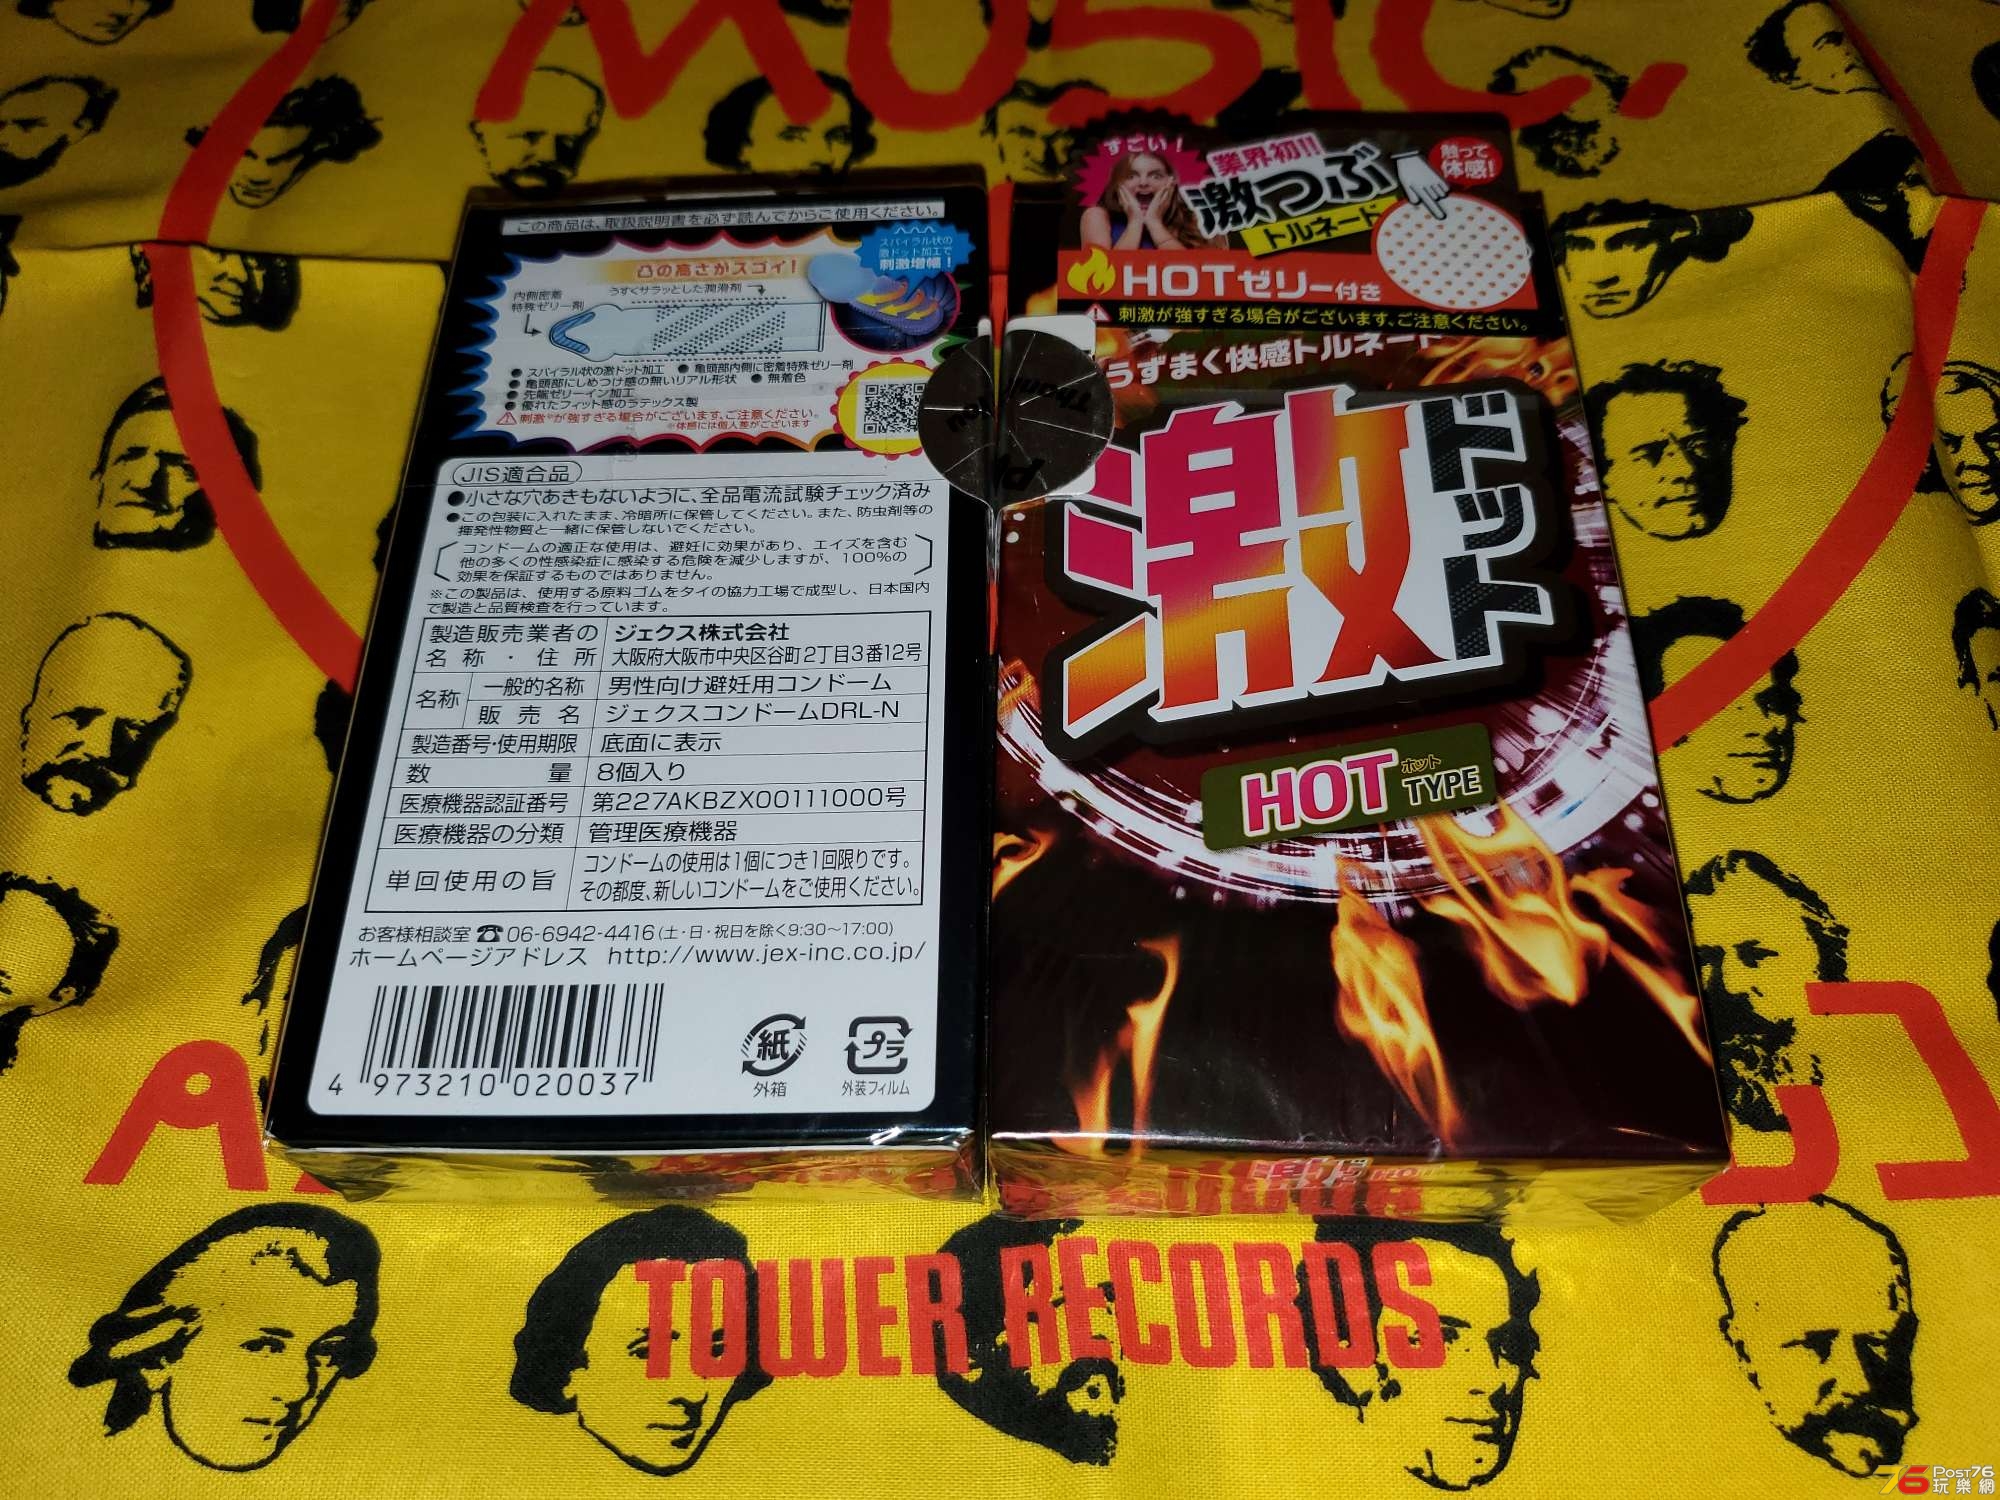 MUSIC.
この商品は、取扱説明書を必ず読んでからご使用ください。
凸の高さがスゴイ!
スパイラル状の
激ドット加工で
刺激増幅!
内側密着
特殊ゼリー剤
うすくサラッとした潤滑剤
● スパイラル状の激ドット加工 ● 亀頭部内側に密着特殊ゼリー剤
● 亀頭部にしめつけ感の無いリアル形状 ● 無着色
● 先端ゼリーイン加工
● 優れたフィット感のラテックス製
刺激※が強すぎる場合がございます、ご注意ください。
※体感には個人差がございます
JIS適合品
●小さな穴あきもないように、全品電流試験チェック済み
●この包装に入れたまま、冷暗所に保管してください。また、防虫剤等の
揮発性物質と一緒に保管しないでください。
コンドームの適正な使用は、避妊に効果があり、エイズを含む
他の多くの性感染症に感染する危険を減少しますが、100%の
効果を保証するものではありません。
※この製品は、使用する原料ゴムをタイの協力工場で成型し、日本国内
で製造と品質検査を行っています。
製造販売業者の
名称・住所
ジェクス株式会社
大阪府大阪市中央区谷町2丁目3番12号
名称
一般的名称 男性向け避妊用コンドーム
販売名 ジェクスコンドームDRL-N
製造番号・使用期限 底面に表示
数量 8個入り
医療機器認証番号 第227AKBZX00111000号
医療機器の分類 管理医療機器
単回使用の旨
コンドームの使用は1個につき1回限りです。
その都度、新しいコンドームをご使用ください。
お客様相談室 ☎ 06-6942-4416 (土・日・祝日を除く9:30〜17:00)
ホームページアドレス http://www.jex-inc.co.jp/
4 973210 020037
紙
外箱
プラ
外装フィルム
すごい!
業界初!!
激つぶ
トルネード
触って
体感!
HOTゼリー付き
刺激が強すぎる場合がございます、ご注意ください。
うずまく快感トルネード
激ドット
HOT
ホット
TYPE
激ドット HOT
TOWER RECORDS
76 POST76
玩樂網